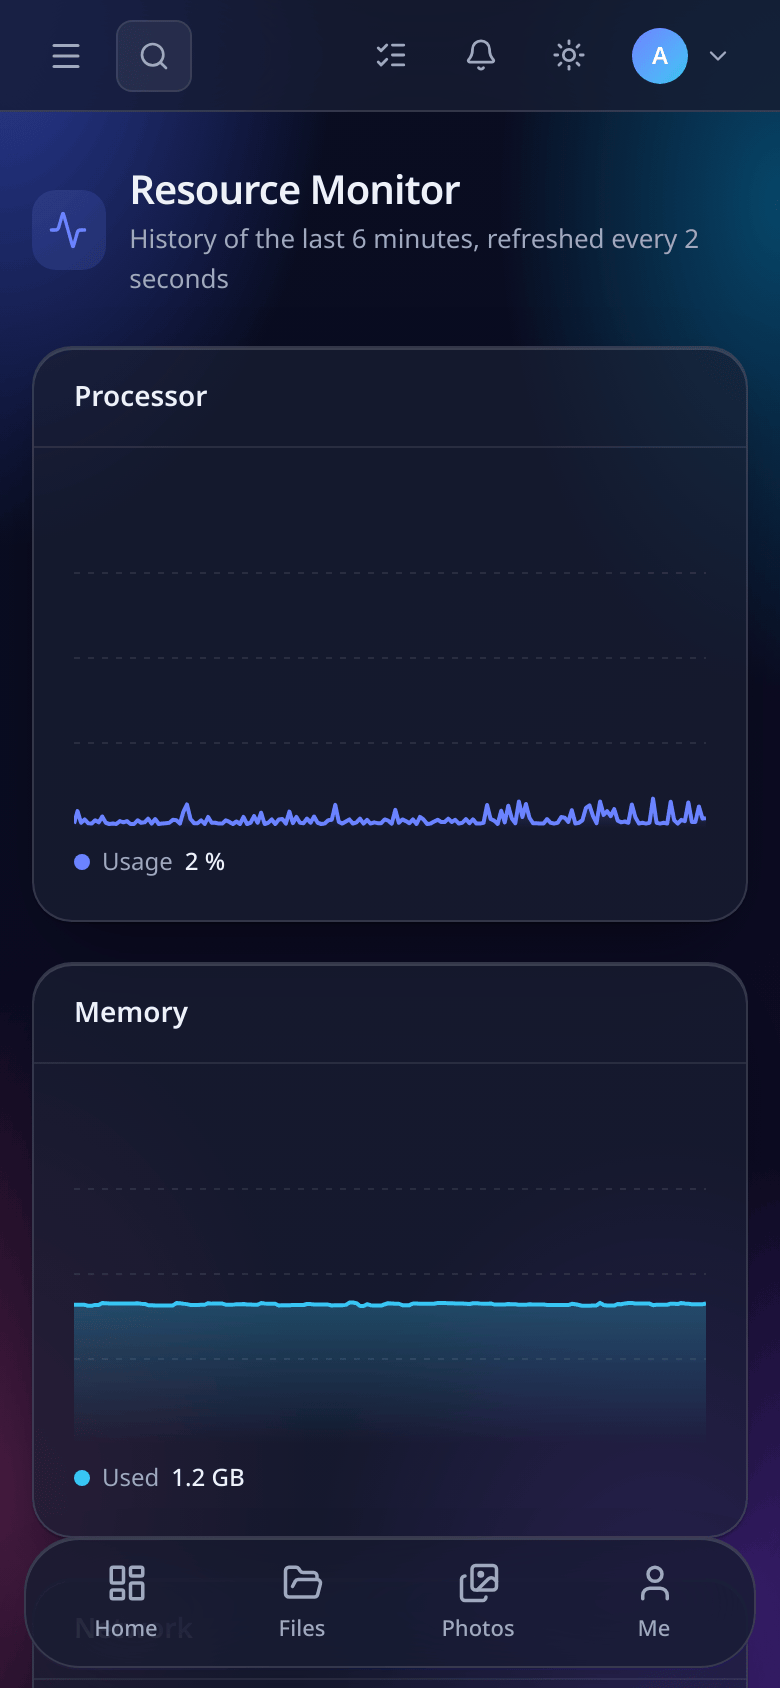 A
Resource Monitor
History of the last 6 minutes, refreshed every 2
seconds
Processor
Usage 2 %
Memory
Used 1.2 GB
Network
Home
Files
Photos
Me